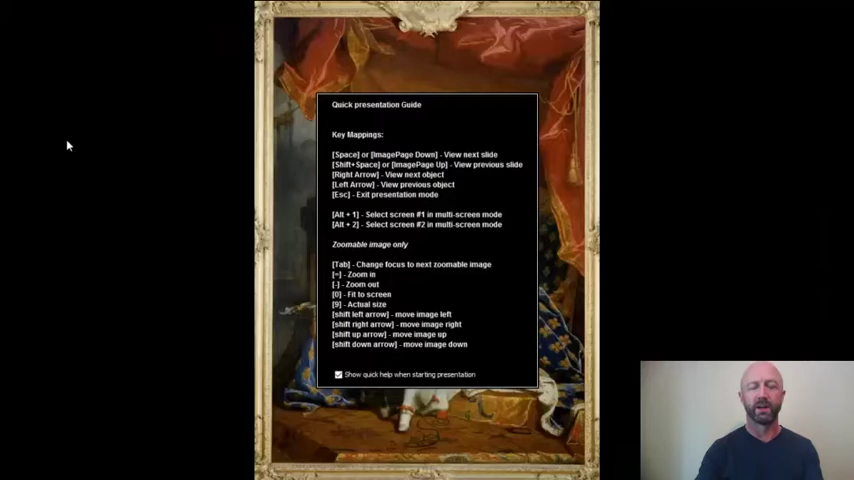 Quick presentation Guide
Key Mappings:
[Space] or [ImagePage Down] - View next slide
[Shift+Space] or [ImagePage Up] - View previous slide
[Right Arrow] - View next object
[Left Arrow] - View previous object
[Esc] - Exit presentation mode
[Alt + 1] - Select screen #1 in multi-screen mode
[Alt + 2] - Select screen #2 in multi-screen mode
Zoomable image only
[Tab] - Change focus to next zoomable image
[=] - Zoom in
[-] - Zoom out
[0] - Fit to screen
[9] - Actual size
[shift left arrow] - move image left
[shift right arrow] - move image right
[shift up arrow] - move image up
[shift down arrow] - move image down
Show quick help when starting presentation